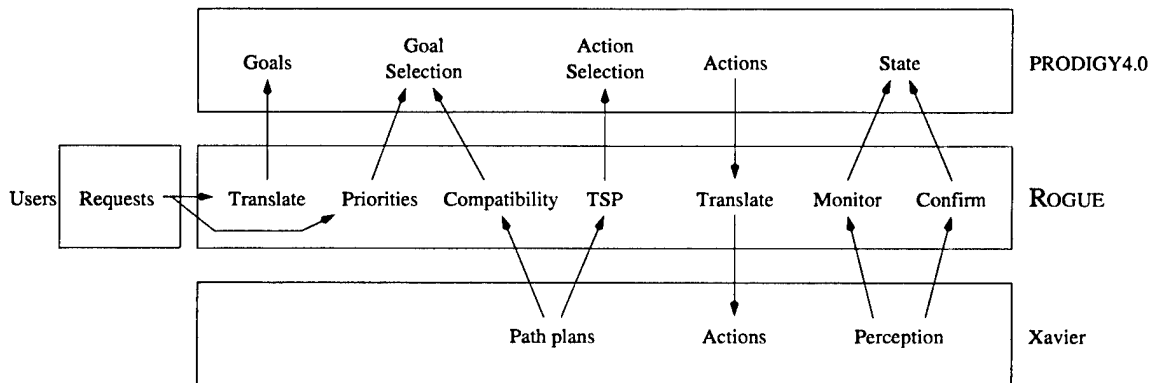 Goals
Goal
Selection
Action
Selection
Actions
State
PRODIGY4.0
Users
Requests
Translate
Priorities
Compatibility
TSP
Translate
Monitor
Confirm
ROGUE
Path plans
Actions
Perception
Xavier